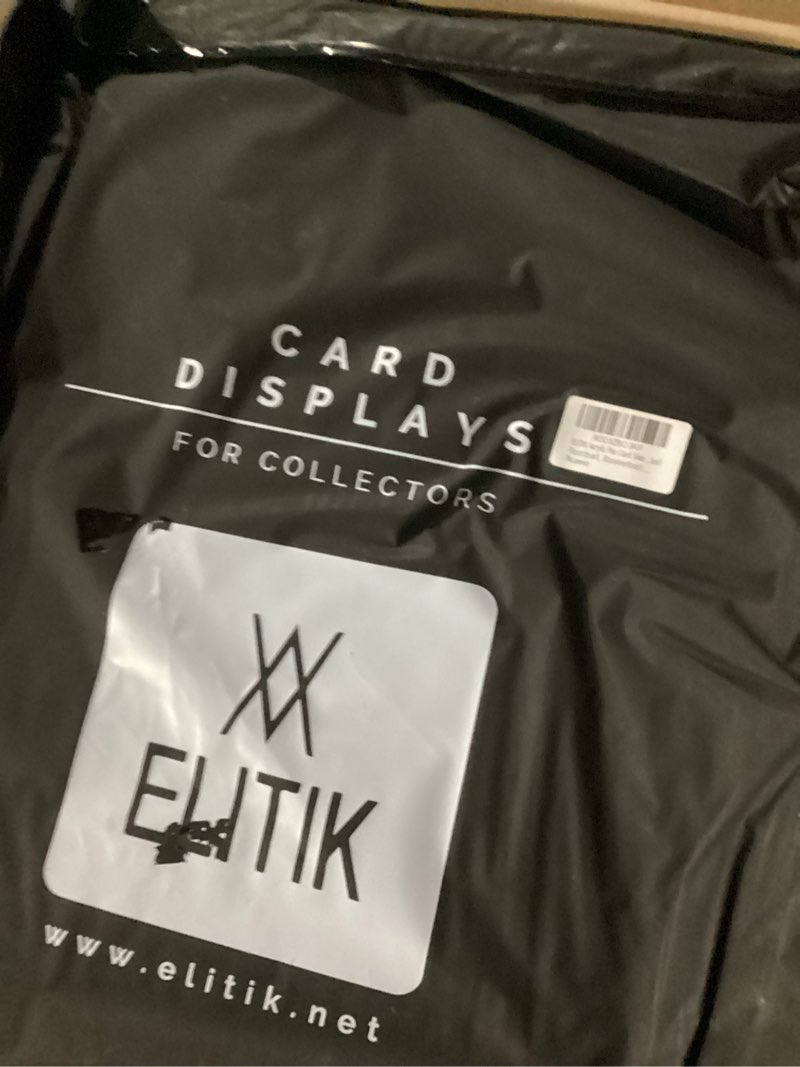 CARD
DISPLAYS
FOR COLLECTORS
ELITIK
www.elitik.net